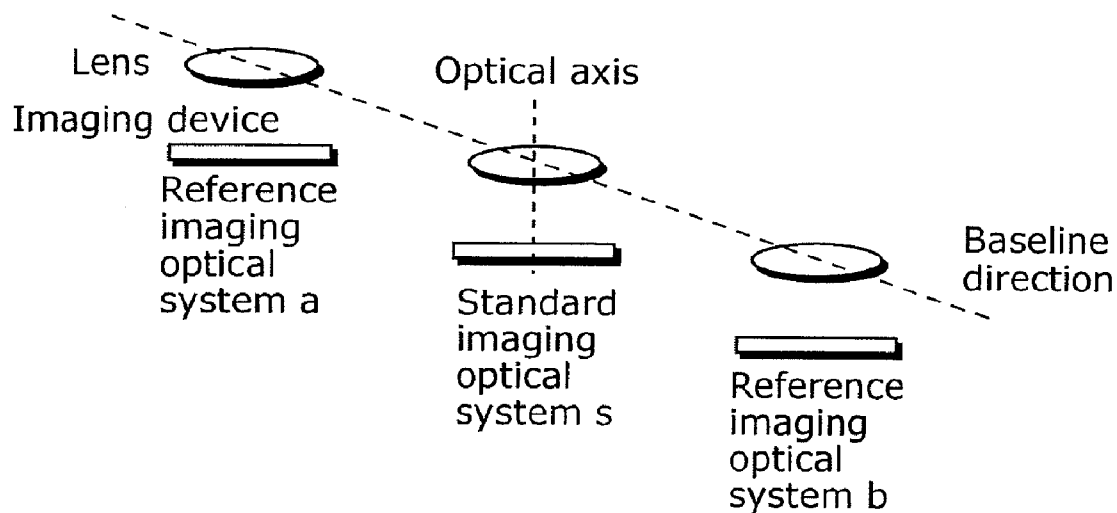 Lens
Optical axis
Imaging device
Reference
imaging
optical
system a
Standard
imaging
optical
system s
Baseline
direction
Reference
imaging
optical
system b